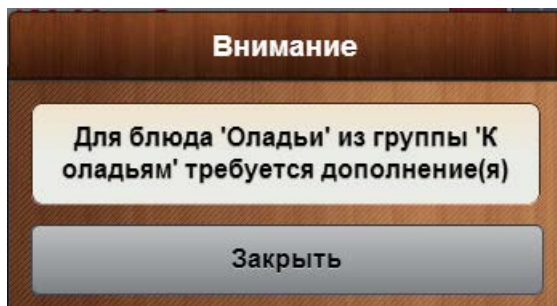 Внимание
Для блюда 'Оладьи' из группы 'К
оладьям' требуется дополнение(я)
Закрыть